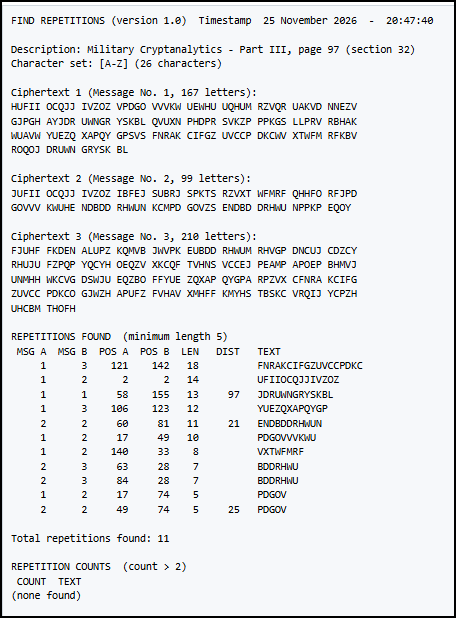 FIND REPETITIONS (version 1.0)  Timestamp  25 November 2026  -  20:47:40
Description: Military Cryptanalytics - Part III, page 97 (section 32)
Character set: [A-Z] (26 characters)
Ciphertext 1 (Message No. 1, 167 letters):
HUFII OCQJJ IVZOZ VPDGO VVVKW UEWHU UQHUM RZVQR UAKVD NNEZV
GJPGH AYJDR UWNGR YSKBL QVUXN PHDPR SVKZP PPKGS LLPRV RBHAK
WUAVW YUEZQ XAPQY GPSVS FNRAK CIFGZ UVCCP DKCWV XTWFM RFKBV
ROQOJ DRUWN GRYSK BL
Ciphertext 2 (Message No. 2, 99 letters):
JUFII OCQJJ IVZOZ IBFEJ SUBRJ SPKTS RZVXT WFMRF QHHFO RFJPD
GOVVV KWUHE NDBDD RHWUN KCMPD GOVZS ENDBD DRHWU NPPKP EQOY
Ciphertext 3 (Message No. 3, 210 letters):
FJUHF FKDEN ALUPZ KQMVB JWVPK EUBDD RHWUM RHVGP DNCUJ CDZCY
RHUJU FZPQP YQCYH OEQZV XKCQF TVHNS VCCEJ PEAMP APOEP BHMVJ
UNMHH WKCVG DSWJU EQZBO FFYUE ZQXAP QYGPA RPZVX CFNRA KCIFG
ZUVCC PDKCO GJWZH APUFZ FVHAV XMHFF KMYHS TBSKC VRQIJ YCPZH
UHCBM THOFH
REPETITIONS FOUND  (minimum length 5)
MSG A  MSG B  POS A  POS B  LEN  DIST  TEXT
1  3  121  142  18  FNRAKCIFGZUVCCPDKC
1  2  2  2  14  UFIIOCQJJIVZOZ
1  1  58  155  13  97  JDRUWNGRYSKBL
1  3  106  123  12  YUEZQXAPQYGP
2  2  60  81  11  21  ENDBDDRHWUN
1  2  17  49  10  PDGOVVVKWU
1  2  140  33  8  VXTWFMRF
2  3  63  28  7  BDDRHWU
2  3  84  28  7  BDDRHWU
1  2  17  74  5  PDGOV
2  2  49  74  5  25  PDGOV
Total repetitions found: 11
REPETITION COUNTS  (count > 2)
COUNT  TEXT
(none found)